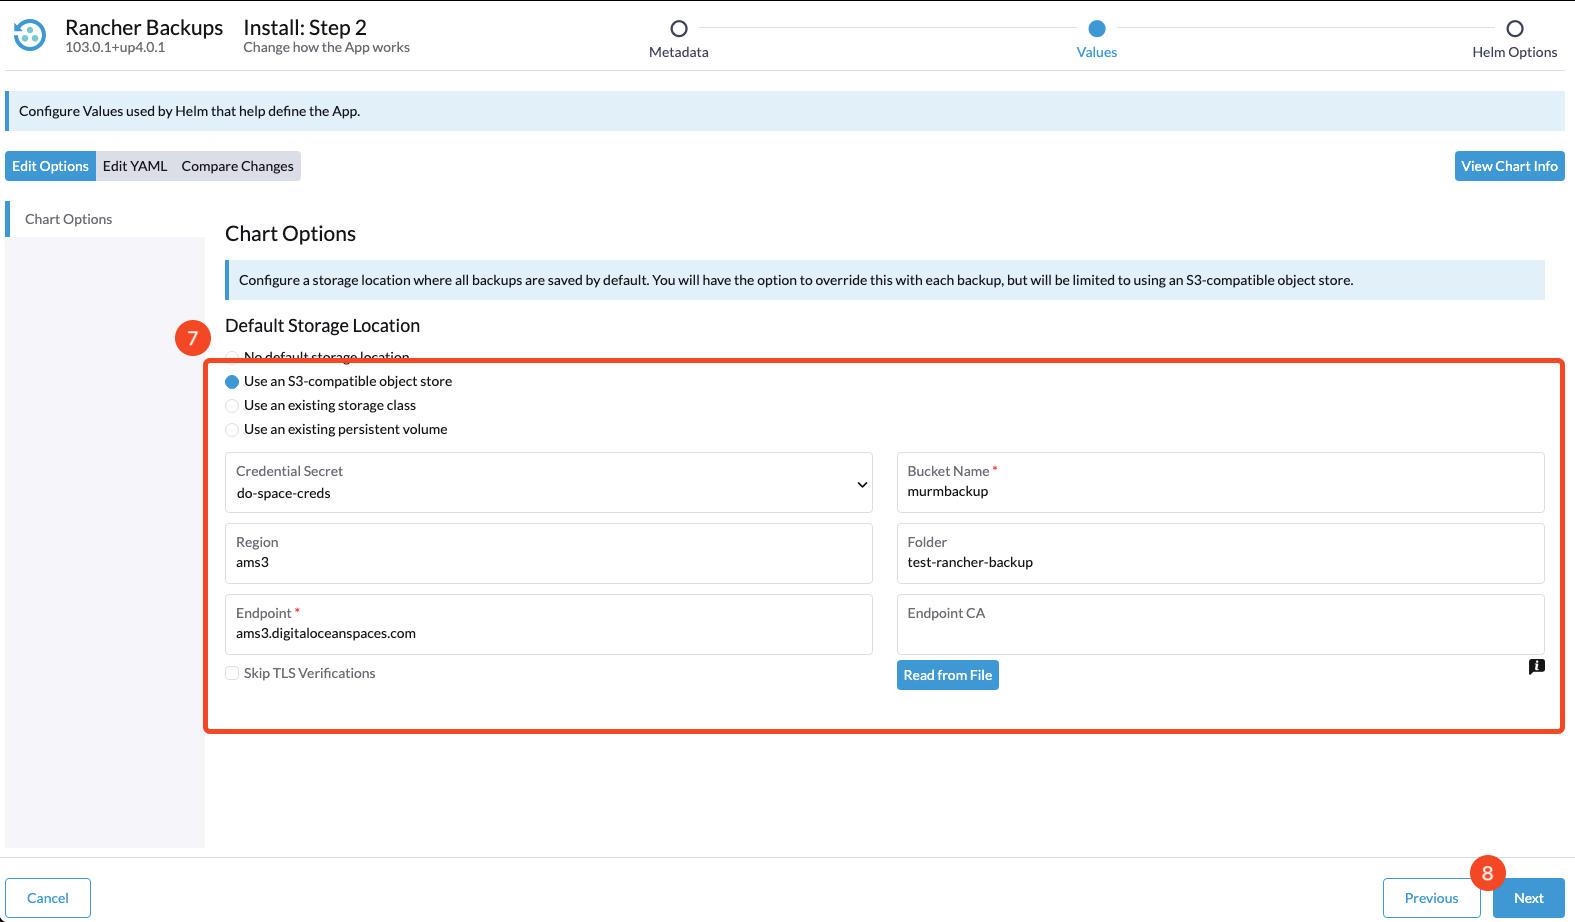 Rancher Backups
103.0.1+up4.0.1
Install: Step 2
Change how the App works
Metadata
Values
Helm Options
Configure Values used by Helm that help define the App.
Edit Options
Edit YAML
Compare Changes
View Chart Info
Chart Options
Chart Options
Configure a storage location where all backups are saved by default. You will have the option to override this with each backup, but will be limited to using an S3-compatible object store.
Default Storage Location
7
No default storage location
Use an S3-compatible object store
Use an existing storage class
Use an existing persistent volume
Credential Secret
do-space-creds
Bucket Name *
murmbackup
Region
ams3
Folder
test-rancher-backup
Endpoint *
ams3.digitaloceanspaces.com
Endpoint CA
Skip TLS Verifications
Read from File
i
8
Cancel
Previous
Next